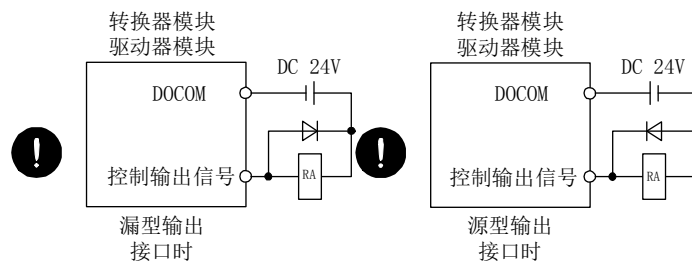 转换器模块
驱动器模块
DC 24V
DOCOM
!
控制输出信号
RA
漏型输出
接口时
转换器模块
驱动器模块
DC 24V
DOCOM
!
控制输出信号
RA
源型输出
接口时